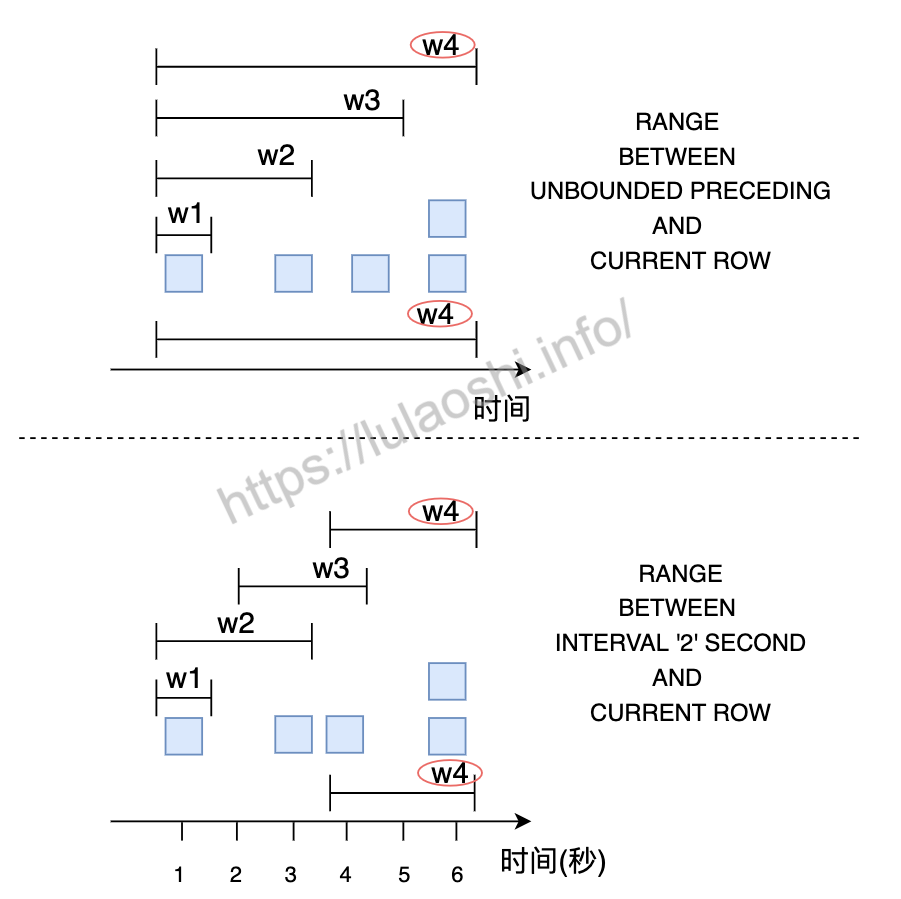 w4
w3
w2
w1
w4
时间
RANGE
BETWEEN
UNBOUNDED PRECEDING
AND
CURRENT ROW
https://lulaoshi.info/
w4
w3
w2
w1
w4
1 2 3 4 5 6
时间(秒)
RANGE
BETWEEN
INTERVAL '2' SECOND
AND
CURRENT ROW